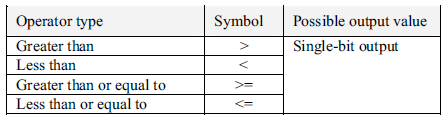 Operator type Symbol Possible output value
Greater than > Single-bit output
Less than <
Greater than or equal to >=
Less than or equal to <=